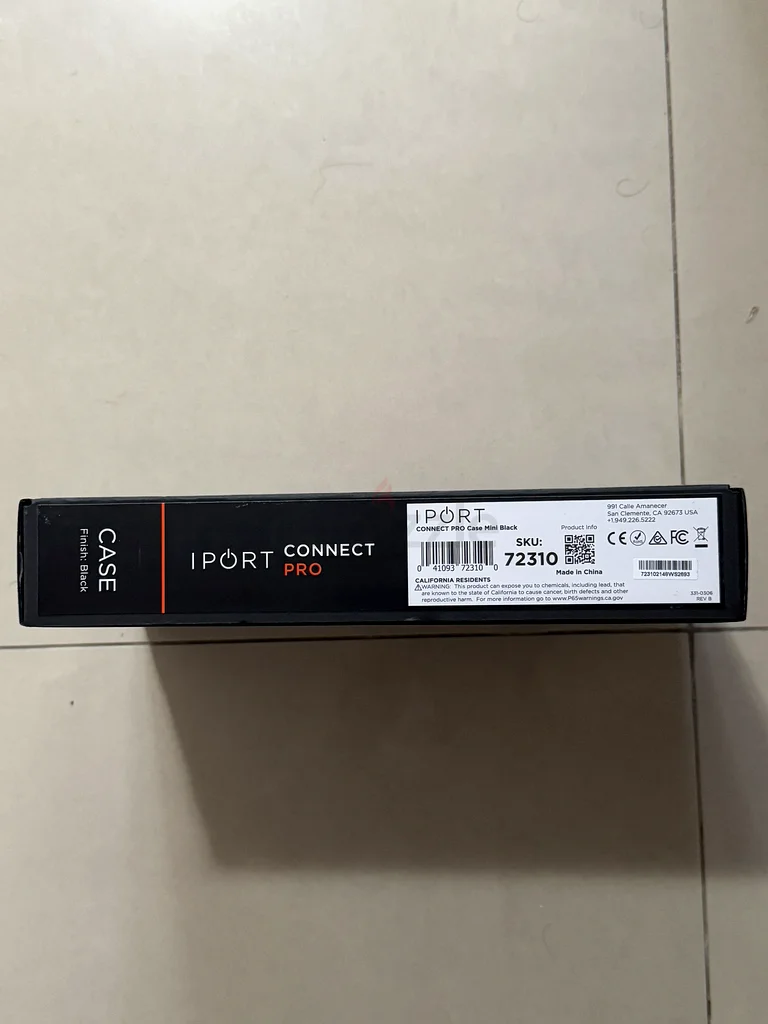 CASE
Finish: Black
IPORT CONNECT
PRO
IPORT
CONNECT PRO Case Mini Black
0 41093 72310 0
SKU:
72310
Product Info
Made in China
991 Calle Amanecer
San Clemente, CA 92673 USA
+1.949.226.5222
CE
FC
CALIFORNIA RESIDENTS
WARNING: This product can expose you to chemicals, including lead, that
are known to the state of California to cause cancer, birth defects and other
reproductive harm. For more information go to www.P65warnings.ca.gov
331-0306
REV B